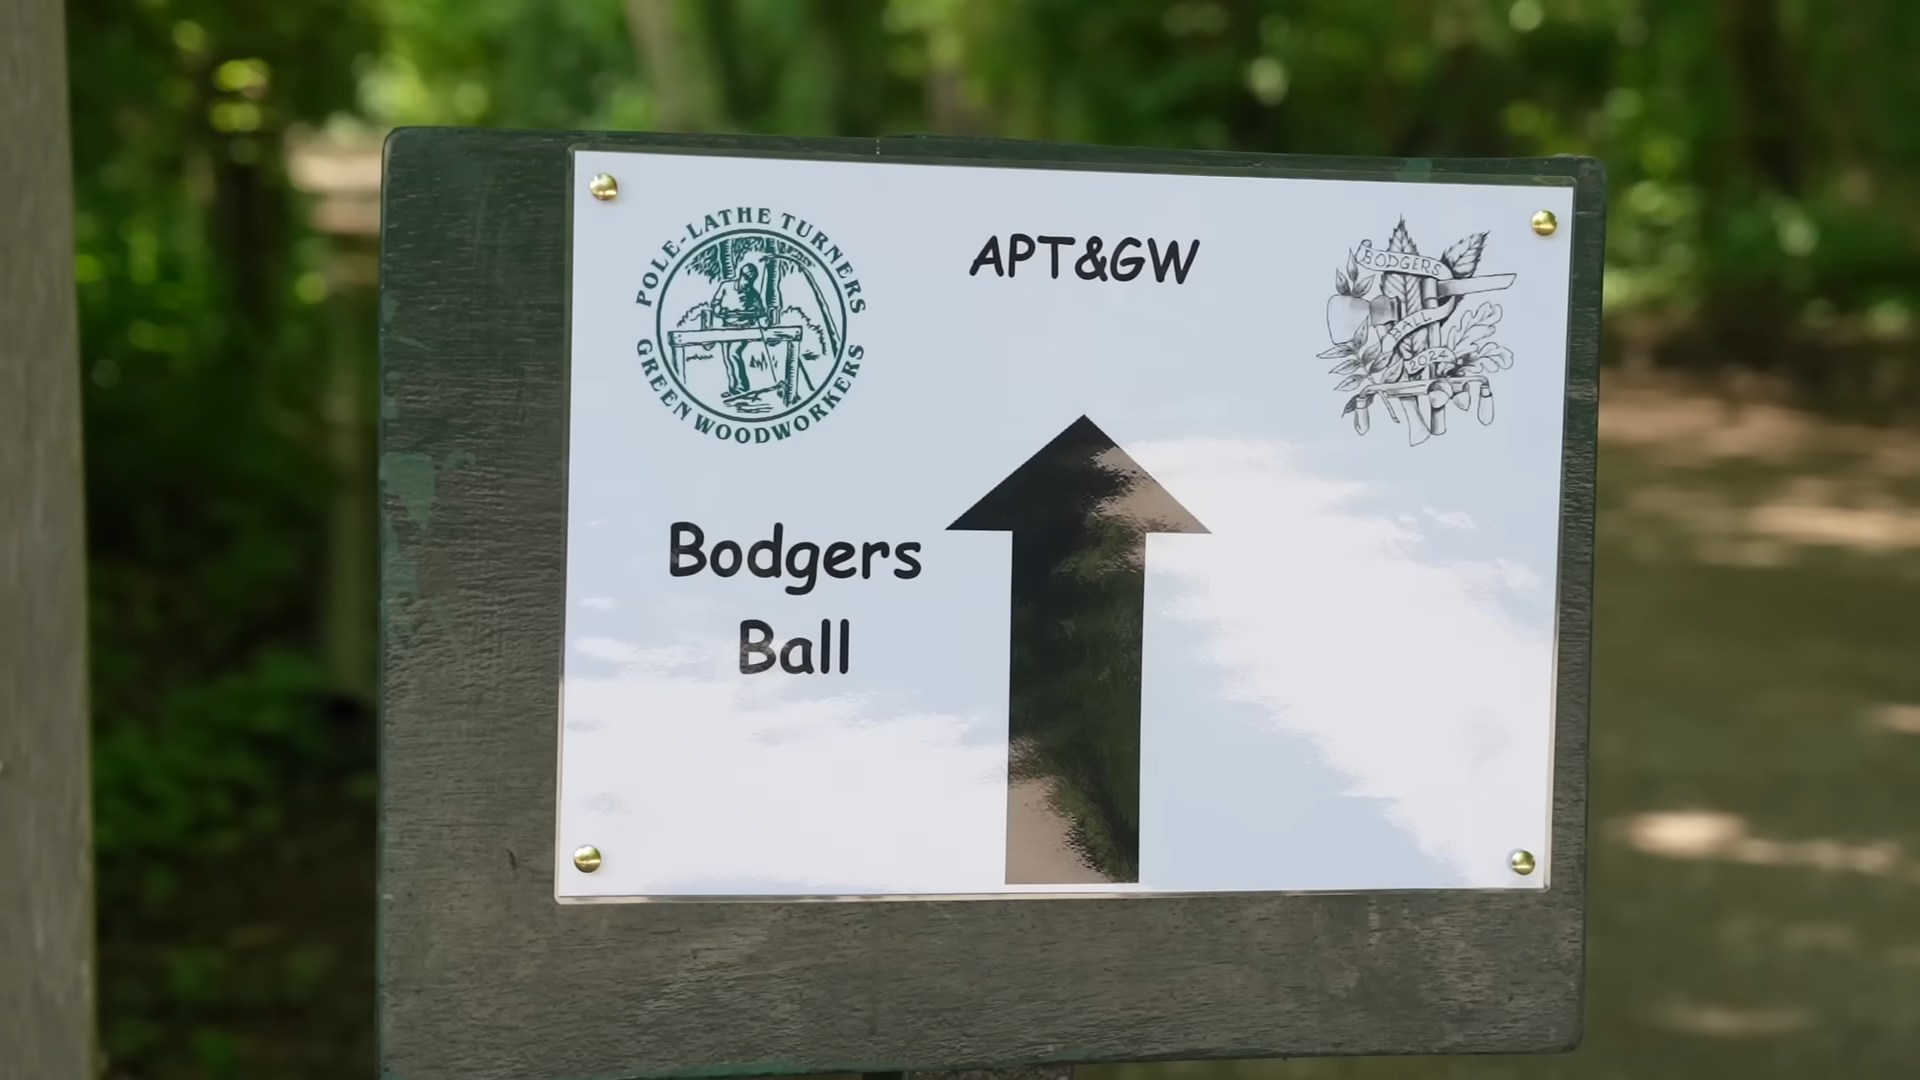 POLE-LATHE TURNERS
GREEN WOODWORKERS
APT&GW
BODGERS
BALL
2024
Bodgers
Ball